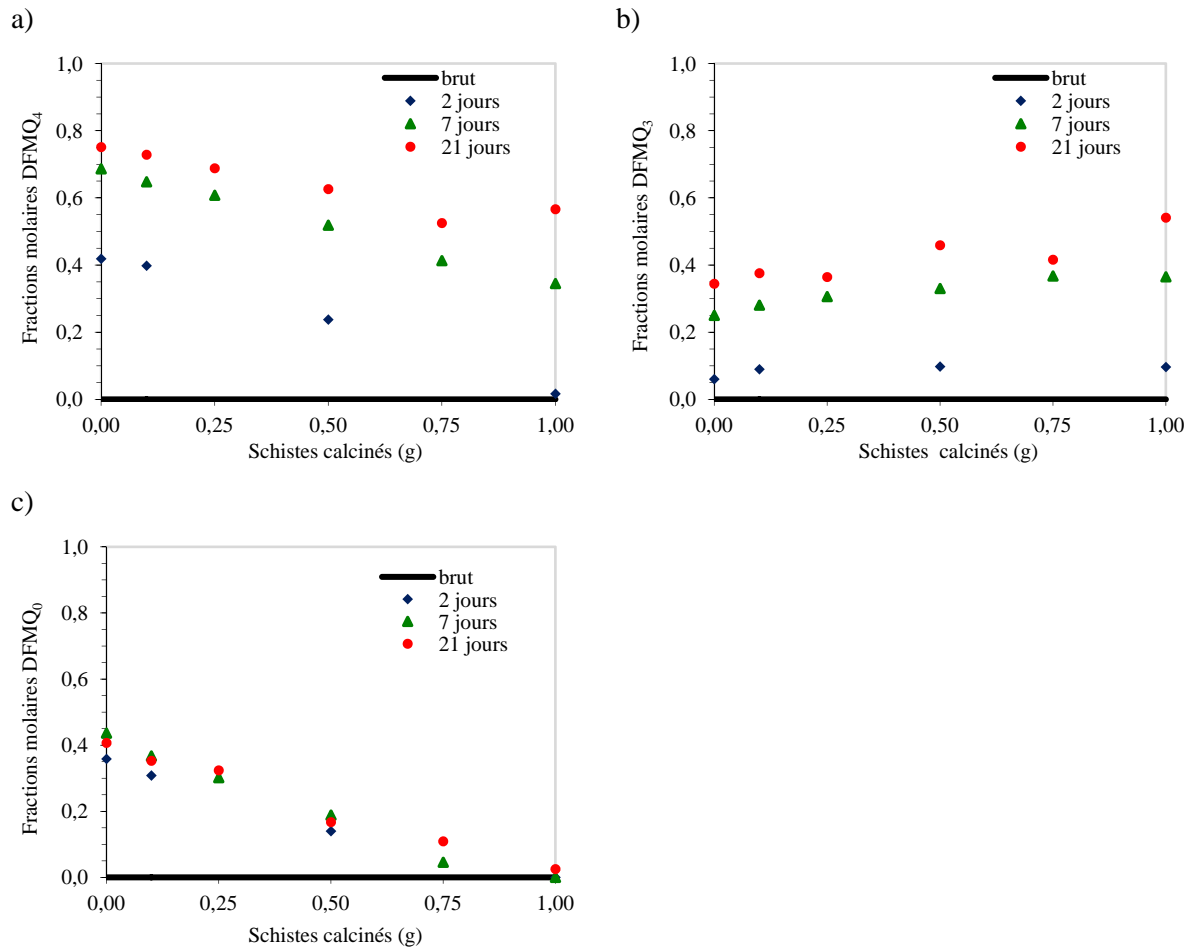 a)
Fractions molaires DFMQ4
1,0
0,8
0,6
0,4
0,2
0,0
0,00 0,25 0,50 0,75 1,00
Schistes calcinés (g)
brut
2 jours
7 jours
21 jours
b)
Fractions molaires DFMQ3
1,0
0,8
0,6
0,4
0,2
0,0
0,00 0,25 0,50 0,75 1,00
Schistes calcinés (g)
brut
2 jours
7 jours
21 jours
c)
Fractions molaires DFMQ0
1,0
0,8
0,6
0,4
0,2
0,0
0,00 0,25 0,50 0,75 1,00
Schistes calcinés (g)
brut
2 jours
7 jours
21 jours